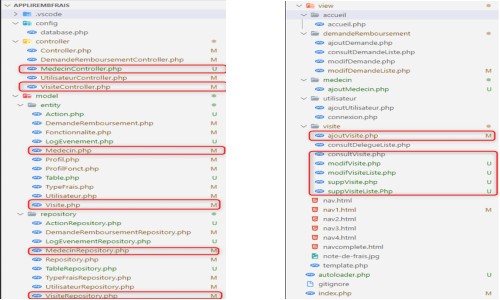 APPLIREMBFRAIS
.vscode
config
database.php
controller
Controller.php M
DemandeRemboursementController.php M
MedecinController.php U
UtilisateurController.php M
VisiteController.php M
model
entity
Action.php U
DemandeRemboursement.php M
Fonctionnalite.php M
LogEvenement.php U
Medecin.php M
Profil.php M
ProfilFonct.php M
Table.php U
TypeFrais.php M
Utilisateur.php M
Visite.php M
repository
ActionRepository.php U
DemandeRemboursementRepository.php M
LogEvenementRepository.php U
MedecinRepository.php M
Repository.php M
TableRepository.php U
TypeFraisRepository.php M
UtilisateurRepository.php M
VisiteRepository.php M
view
accueil
accueil.php
demandeRemboursement
ajoutDemande.php M
consultDemandeListe.php M
modifDemande.php M
modifDemandeListe.php M
medecin
ajoutMedecin.php U
utilisateur
ajoutUtilisateur.php M
connexion.php M
visite
ajoutVisite.php M
consultDelegueListe.php M
consultVisite.php M
modifVisite.php U
modifVisiteListe.php U
suppVisite.php U
suppVisiteListe.Php U
nav.html
nav1.html M
nav2.html
nav3.html
nav4.html
navcomplete.html
note-de-frais.jpg
template.php
autoloader.php U
gitignore
index.php M